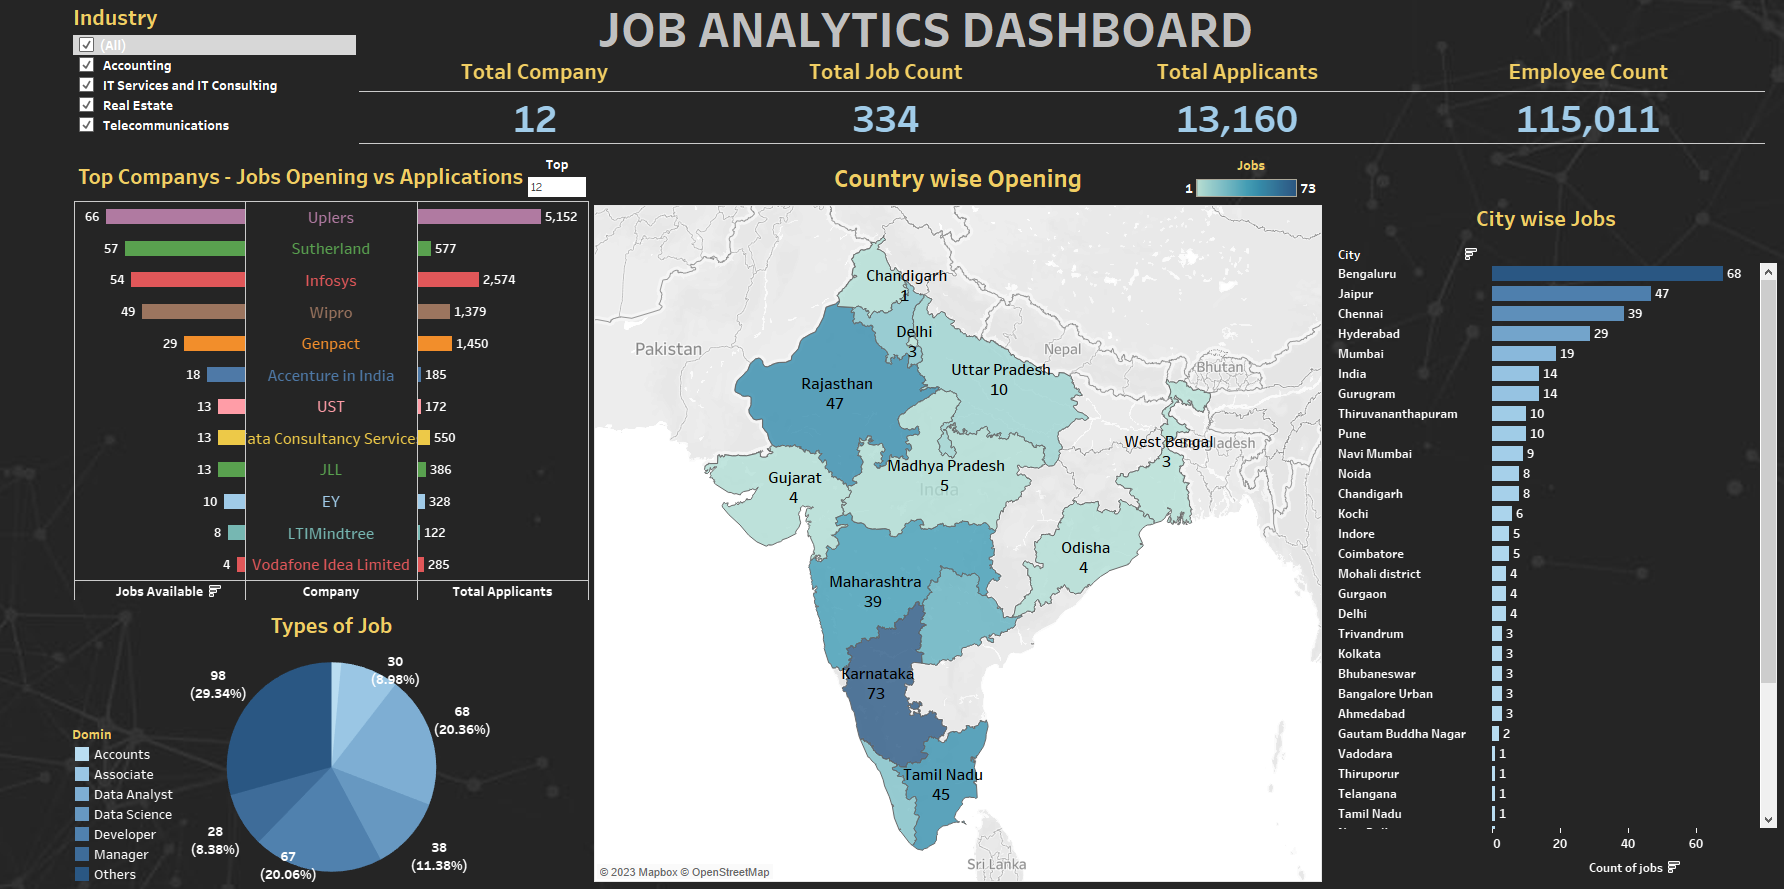 Industry
(All)
Accounting
IT Services and IT Consulting
Real Estate
Telecommunications
JOB ANALYTICS DASHBOARD
Total Company
Total Job Count
Total Applicants
Employee Count
12
334
13,160
115,011
Top Companys - Jobs Opening vs Applications
Top
12
66 Uplers 5,152
57 Sutherland 577
54 Infosys 2,574
49 Wipro 1,379
29 Genpact 1,450
18 Accenture in India 185
13 UST 172
13 ata Consultancy Service 550
13 JLL 386
10 EY 328
8 LTIMindtree 122
4 Vodafone Idea Limited 285
Jobs Available Company Total Applicants
Types of Job
98
(29.34%)
30
(8.98%)
68
(20.36%)
38
(11.38%)
67
(20.06%)
28
(8.38%)
Domin
Accounts
Associate
Data Analyst
Data Science
Developer
Manager
Others
Country wise Opening
Jobs
1 73
Chandigarh
1
Delhi
3
Pakistan
Nepal
Bhutan
Uttar Pradesh
10
Rajasthan
47
West Bengal
3
ladesh
Madhya Pradesh
5
India
Gujarat
4
Odisha
4
Maharashtra
39
Karnataka
73
Tamil Nadu
45
Sri Lanka
© 2023 Mapbox © OpenStreetMap
City wise Jobs
City
Bengaluru 68
Jaipur 47
Chennai 39
Hyderabad 29
Mumbai 19
India 14
Gurugram 14
Thiruvananthapuram 10
Pune 10
Navi Mumbai 9
Noida 8
Chandigarh 8
Kochi 6
Indore 5
Coimbatore 5
Mohali district 4
Gurgaon 4
Delhi 4
Trivandrum 3
Kolkata 3
Bhubaneswar 3
Bangalore Urban 3
Ahmedabad 3
Gautam Buddha Nagar 2
Vadodara 1
Thiruporur 1
Telangana 1
Tamil Nadu 1
0 20 40 60
Count of jobs